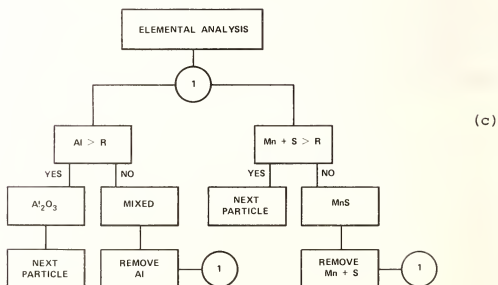 ELEMENTAL ANALYSIS
1
(c)
Al > R
Mn + S > R
YES
NO
YES
NO
Al2O3
MIXED
NEXT
PARTICLE
MnS
NEXT
PARTICLE
REMOVE
Al
1
REMOVE
Mn + S
1